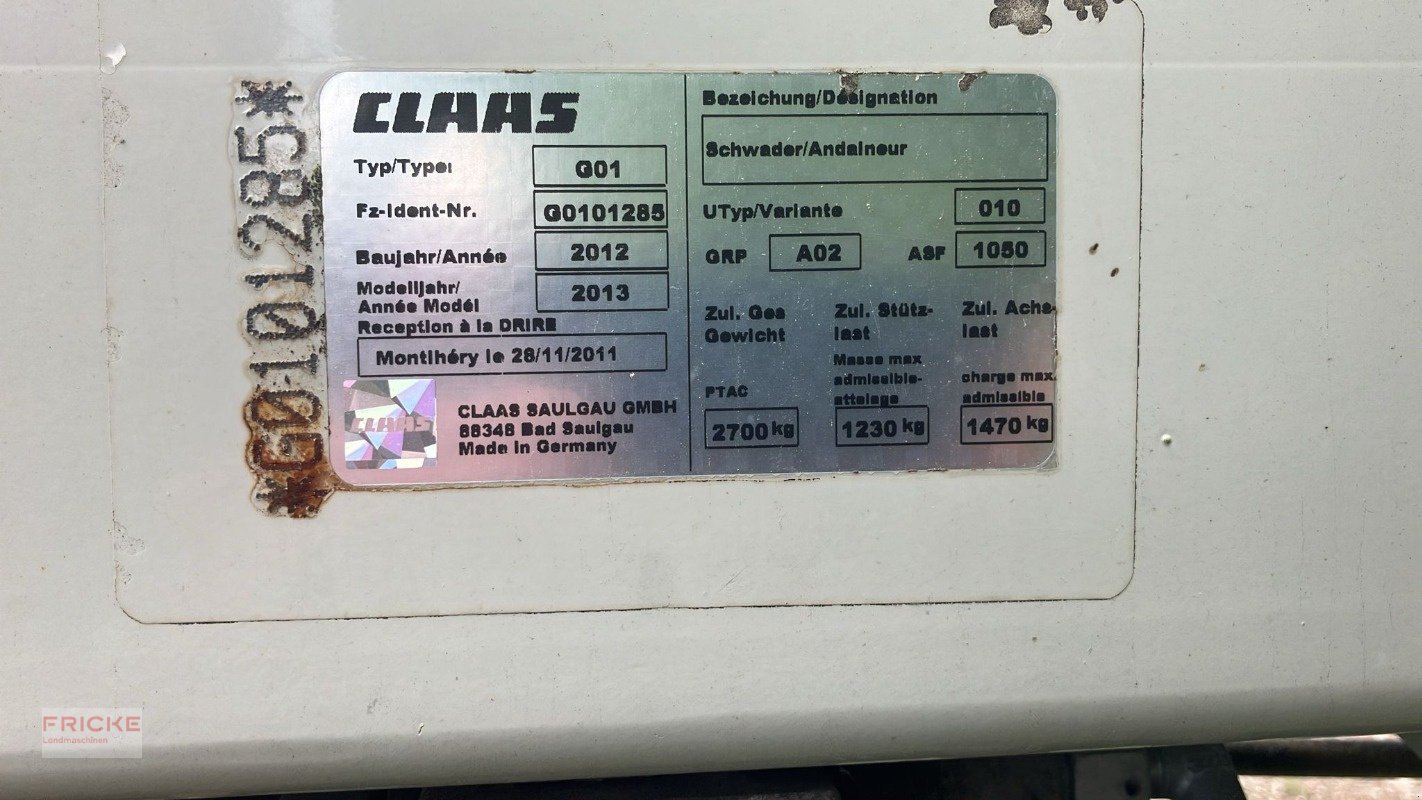 *G0101285*
CLAAS
Typ/Type:
G01
Fz-Ident-Nr.
G0101285
Baujahr/Année
2012
Modelljahr/
Année Modél
2013
Reception à la DRIRE
Montlhéry le 28/11/2011
CLAAS
CLAAS SAULGAU GMBH
88348 Bad Saulgau
Made in Germany
Bezeichung/Désignation
Schwader/Andaineur
UTyp/Variante
010
GRP
A02
ASF
1050
Zul. Ges
Gewicht
PTAC
2700 kg
Zul. Stütz-
last
Masse max
admissible-
attelage
1230 kg
Zul. Achs-
last
charge max.
admissible
1470 kg
FRICKE
Landmaschinen